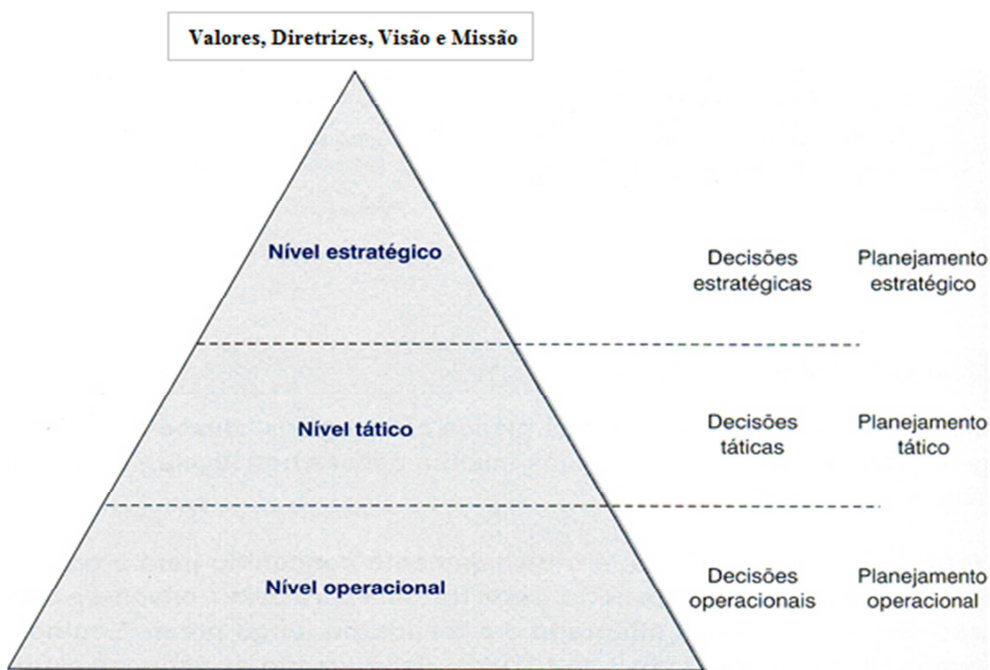 Valores, Diretrizes, Visão e Missão
Nível estratégico
Decisões
estratégicas
Planejamento
estratégico
Nível tático
Decisões
táticas
Planejamento
tático
Nível operacional
Decisões
operacionais
Planejamento
operacional